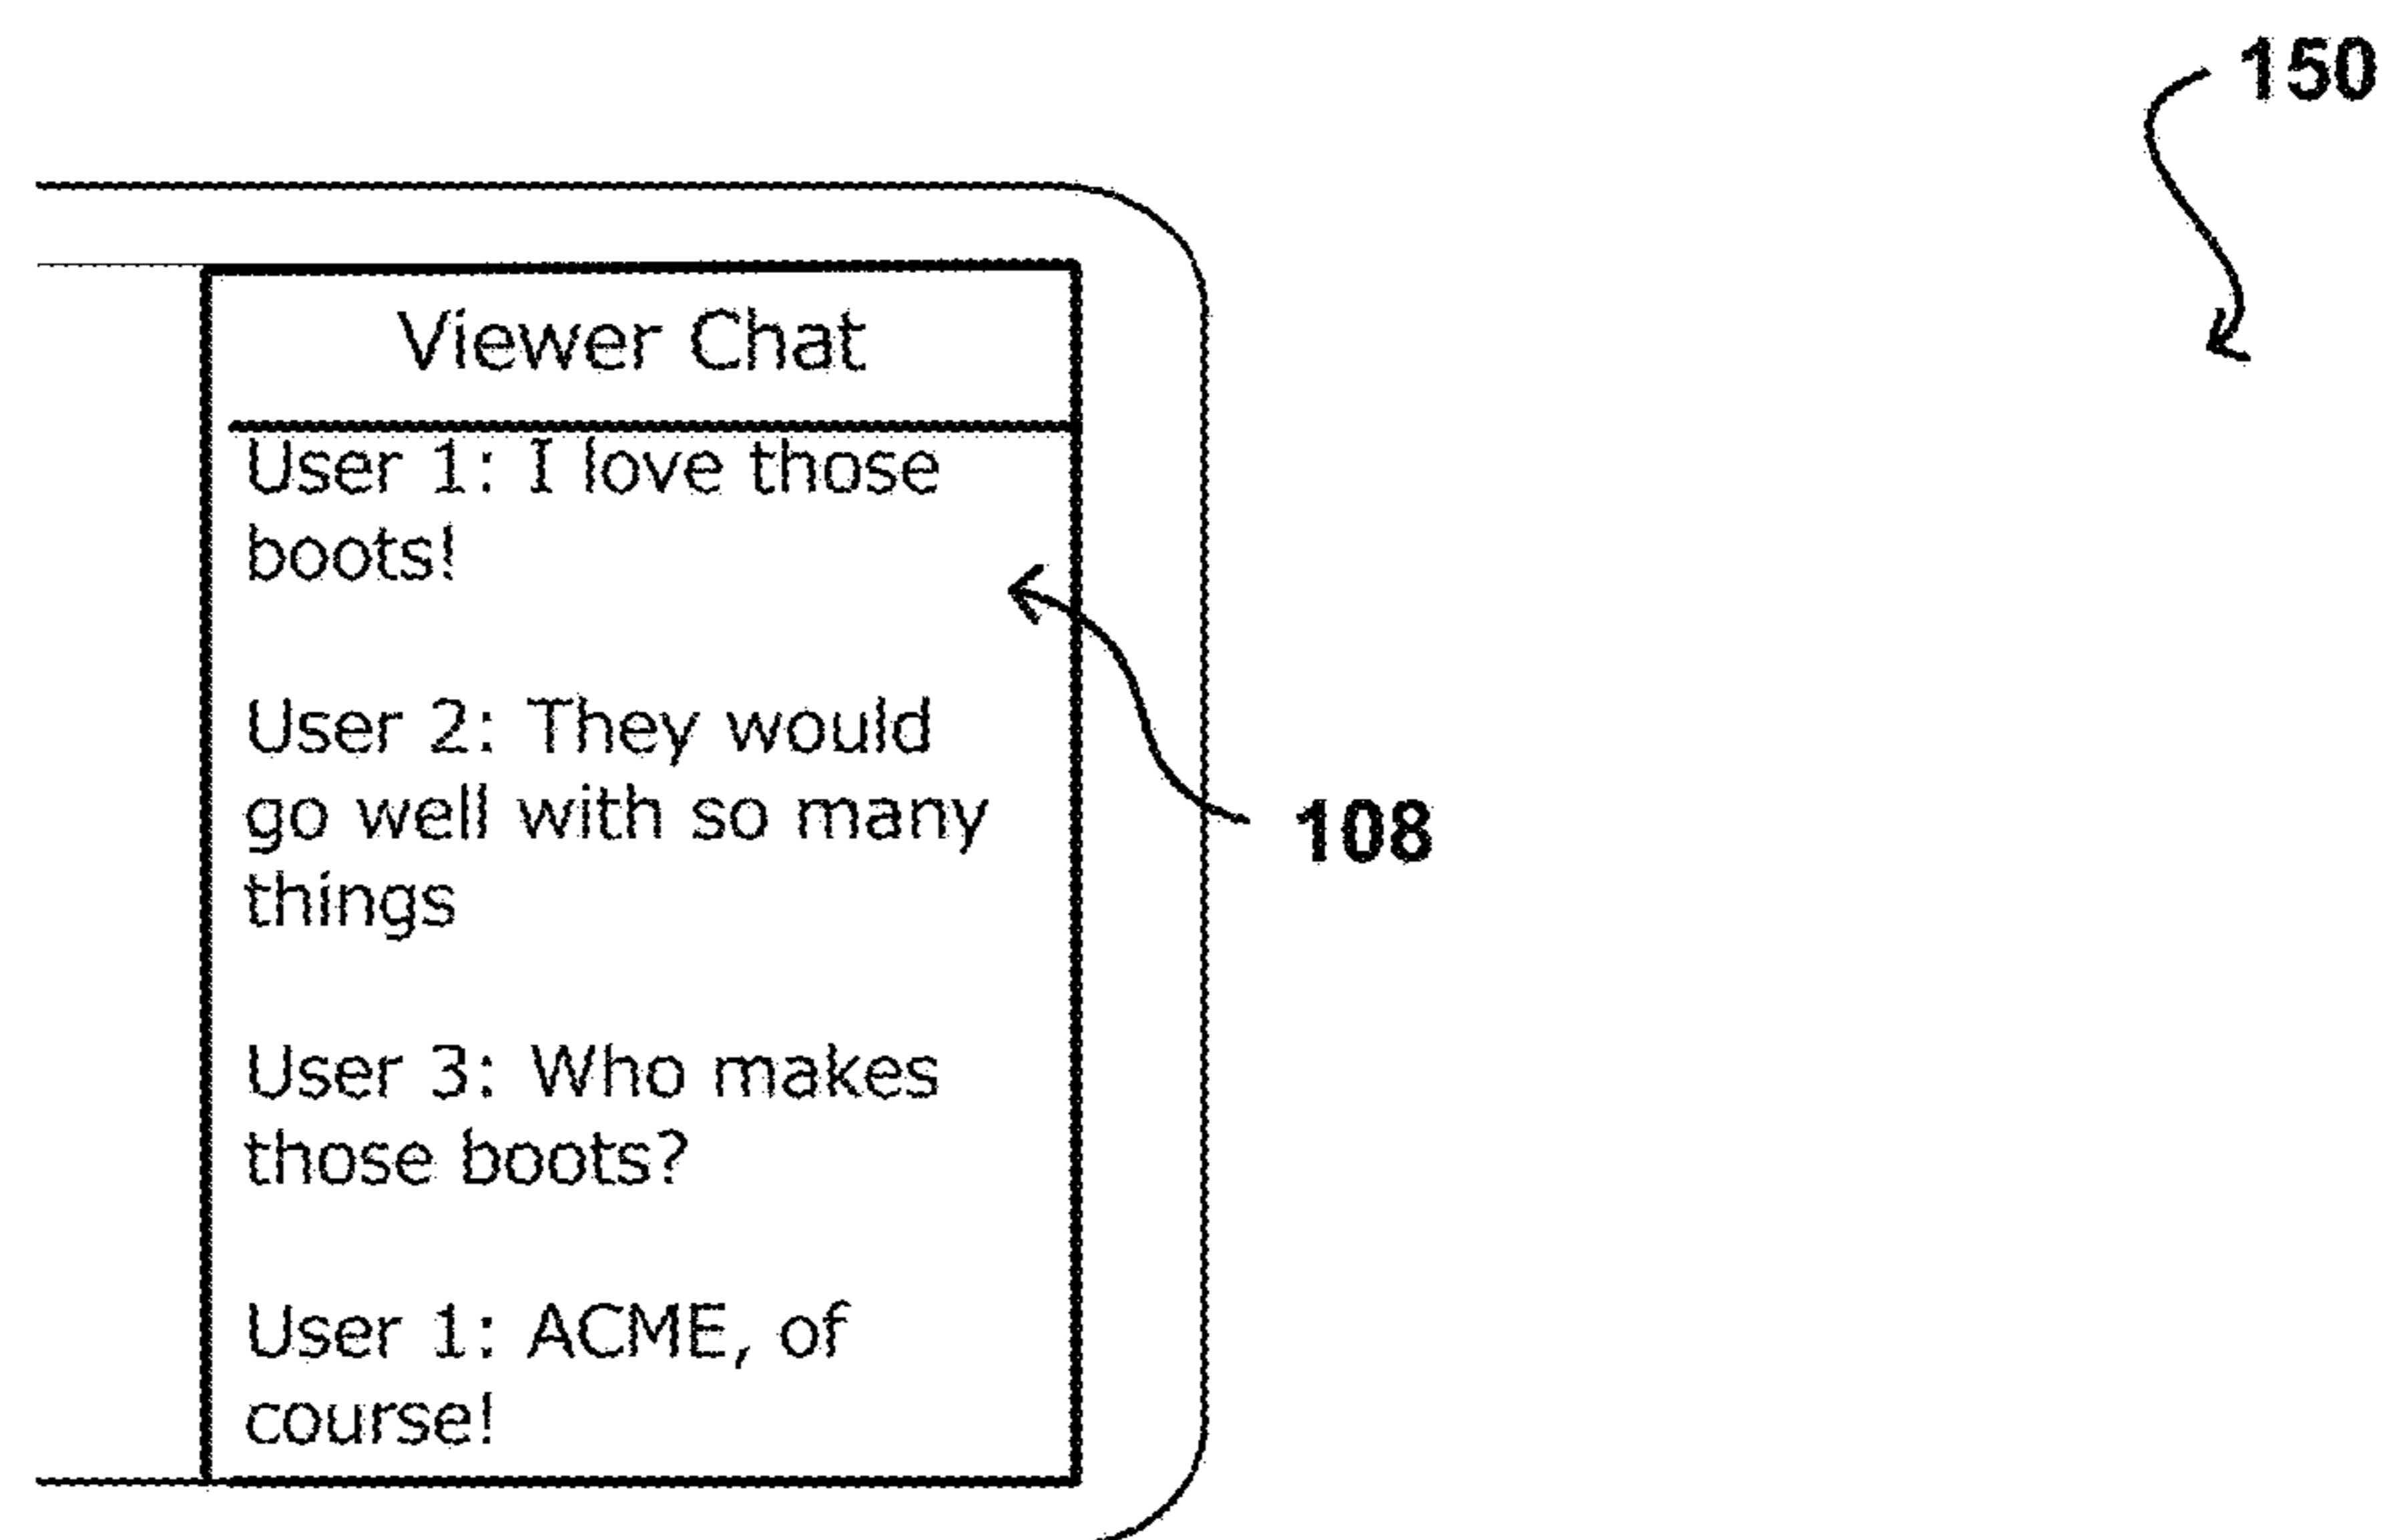 150
Viewer Chat
User 1: I love those
boots!
User 2: They would
go well with so many
things
108
User 3: Who makes
those boots?
User 1: ACME, of
course!